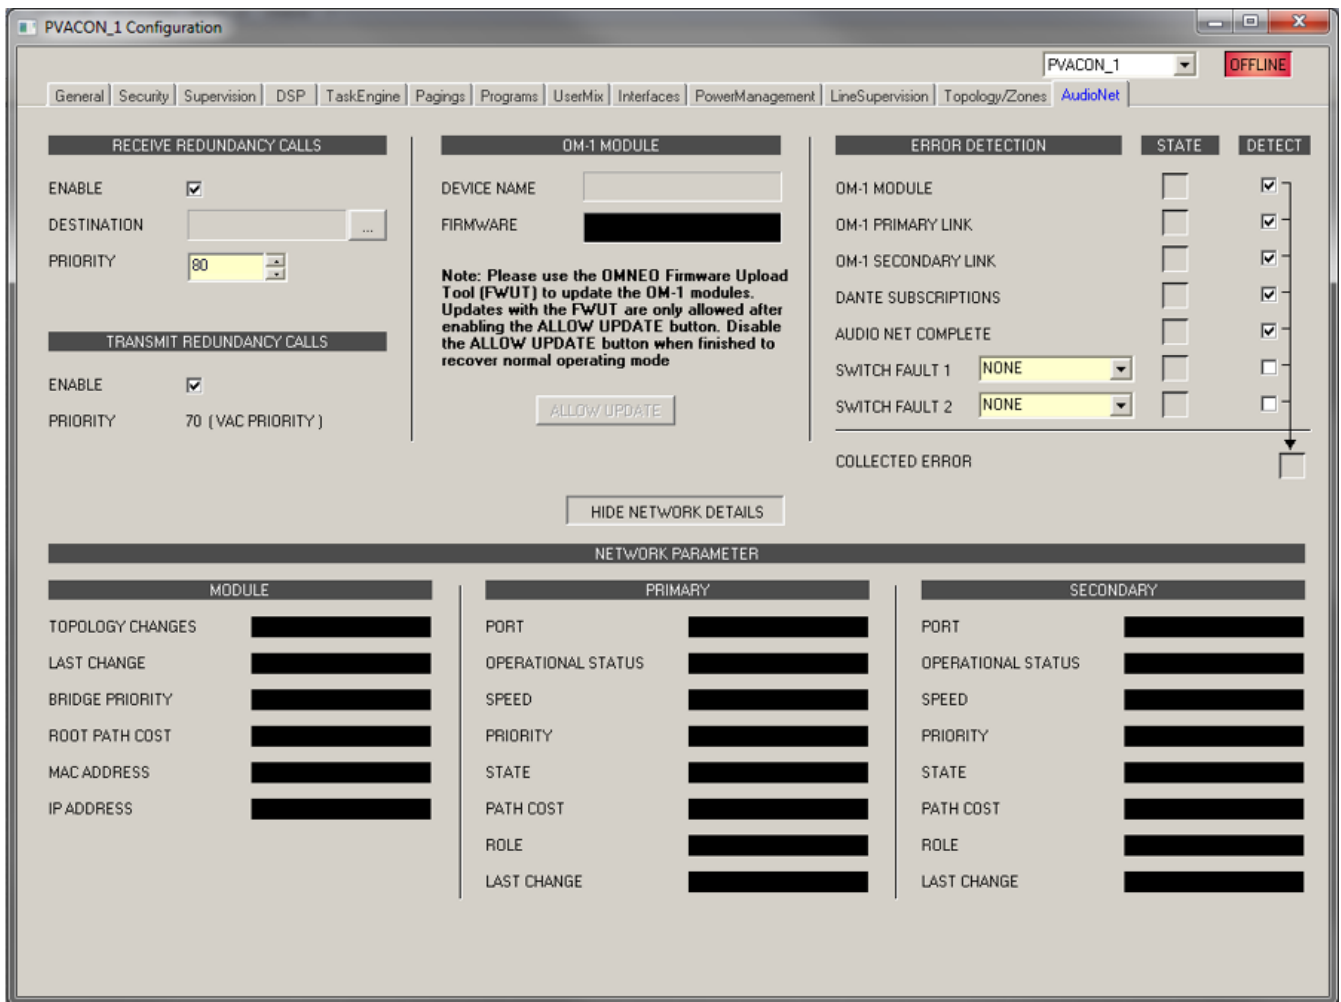 PVACON_1 Configuration
PVACON_1
OFFLINE
General Security Supervision DSP TaskEngine Pagings Programs UserMix Interfaces PowerManagement LineSupervision Topology/Zones AudioNet
RECEIVE REDUNDANCY CALLS
ENABLE
DESTINATION ...
PRIORITY 80
TRANSMIT REDUNDANCY CALLS
ENABLE
PRIORITY 70 ( VAC PRIORITY )
OM-1 MODULE
DEVICE NAME
FIRMWARE
Note: Please use the OMNEO Firmware Upload
Tool (FWUT) to update the OM-1 modules.
Updates with the FWUT are only allowed after
enabling the ALLOW UPDATE button. Disable
the ALLOW UPDATE button when finished to
recover normal operating mode
ALLOW UPDATE
ERROR DETECTION STATE DETECT
OM-1 MODULE
OM-1 PRIMARY LINK
OM-1 SECONDARY LINK
DANTE SUBSCRIPTIONS
AUDIO NET COMPLETE
SWITCH FAULT 1 NONE
SWITCH FAULT 2 NONE
COLLECTED ERROR
HIDE NETWORK DETAILS
NETWORK PARAMETER
MODULE
TOPOLOGY CHANGES
LAST CHANGE
BRIDGE PRIORITY
ROOT PATH COST
MAC ADDRESS
IP ADDRESS
PRIMARY
PORT
OPERATIONAL STATUS
SPEED
PRIORITY
STATE
PATH COST
ROLE
LAST CHANGE
SECONDARY
PORT
OPERATIONAL STATUS
SPEED
PRIORITY
STATE
PATH COST
ROLE
LAST CHANGE